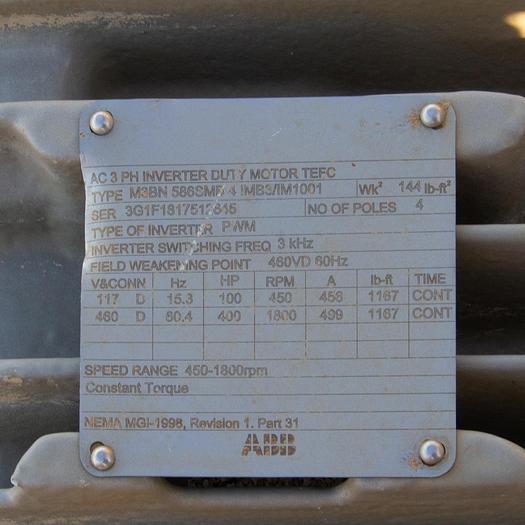 AC 3 PH INVERTER DUTY MOTOR TEFC
TYPE M3BN 586SMD 4 IMB3/IM1001 Wk² 144 lb-ft²
SER 3G1F1817512645 NO OF POLES 4
TYPE OF INVERTER PWM
INVERTER SWITCHING FREQ 3 kHz
FIELD WEAKENING POINT 460VD 60Hz
V&CONN Hz HP RPM A lb-ft TIME
117 D 15.3 100 450 456 1167 CONT
460 D 60.4 400 1800 499 1167 CONT
SPEED RANGE 450-1800rpm
Constant Torque
NEMA MGI-1998, Revision 1. Part 31
ABB